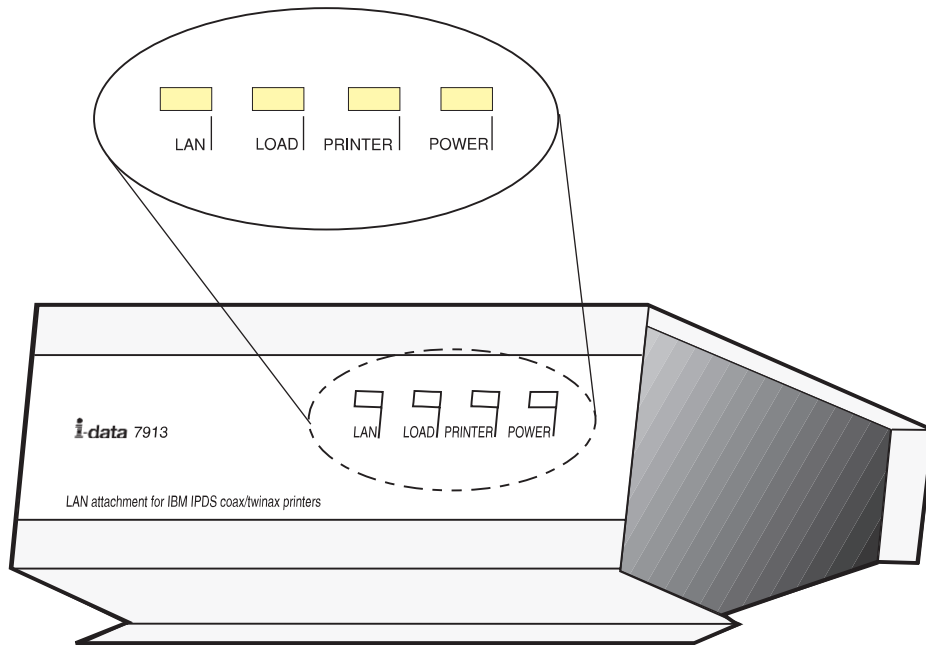 LAN LOAD PRINTER POWER
LAN LOAD PRINTER POWER
i-data 7913
LAN attachment for IBM IPDS coax/twinax printers